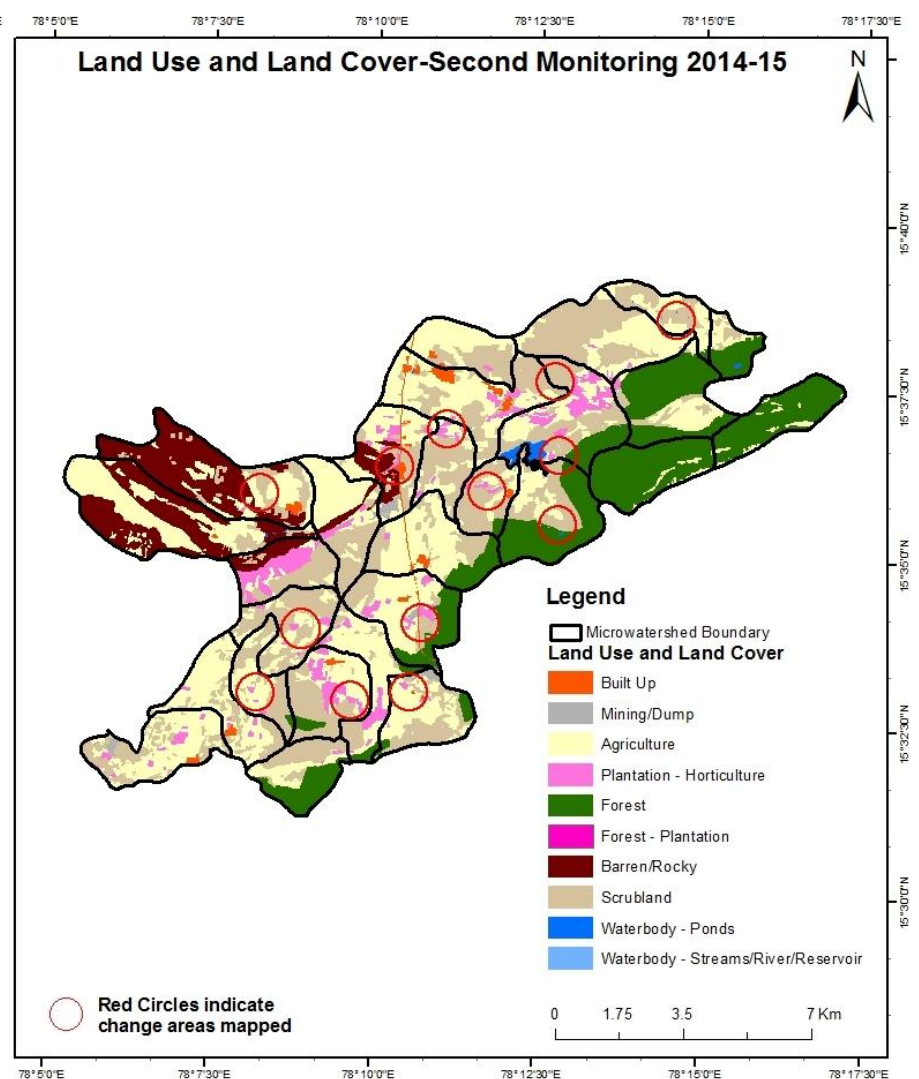 78°5'0"E 78°7'30"E 78°10'0"E 78°12'30"E 78°15'0"E 78°17'30"E
Land Use and Land Cover-Second Monitoring 2014-15
N
15°40'0"N
15°37'30"N
15°35'0"N
15°32'30"N
15°30'0"N
Legend
Microwatershed Boundary
Land Use and Land Cover
Built Up
Mining/Dump
Agriculture
Plantation - Horticulture
Forest
Forest - Plantation
Barren/Rocky
Scrubland
Waterbody - Ponds
Waterbody - Streams/River/Reservoir
Red Circles indicate
change areas mapped
0 1.75 3.5 7 Km
78°5'0"E 78°7'30"E 78°10'0"E 78°12'30"E 78°15'0"E 78°17'30"E